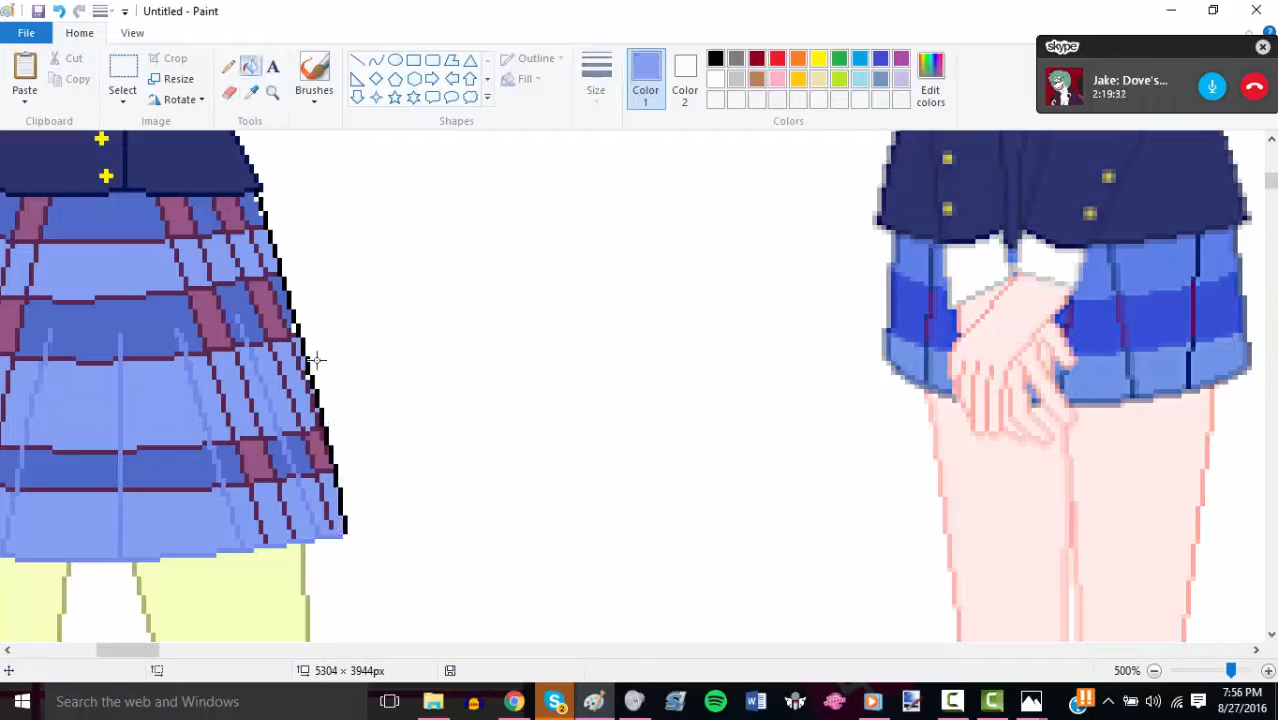 Untitled - Paint
File
Home
View
Paste
Cut
Copy
Clipboard
Select
Crop
Resize
Rotate
Image
A
Tools
Brushes
Outline
Fill
Shapes
Size
Color 1
Color 2
Edit colors
Colors
skype
Jake: Dove's...
2:19:32
5304 × 3944px
500%
Search the web and Windows
2
7:56 PM
8/27/2016